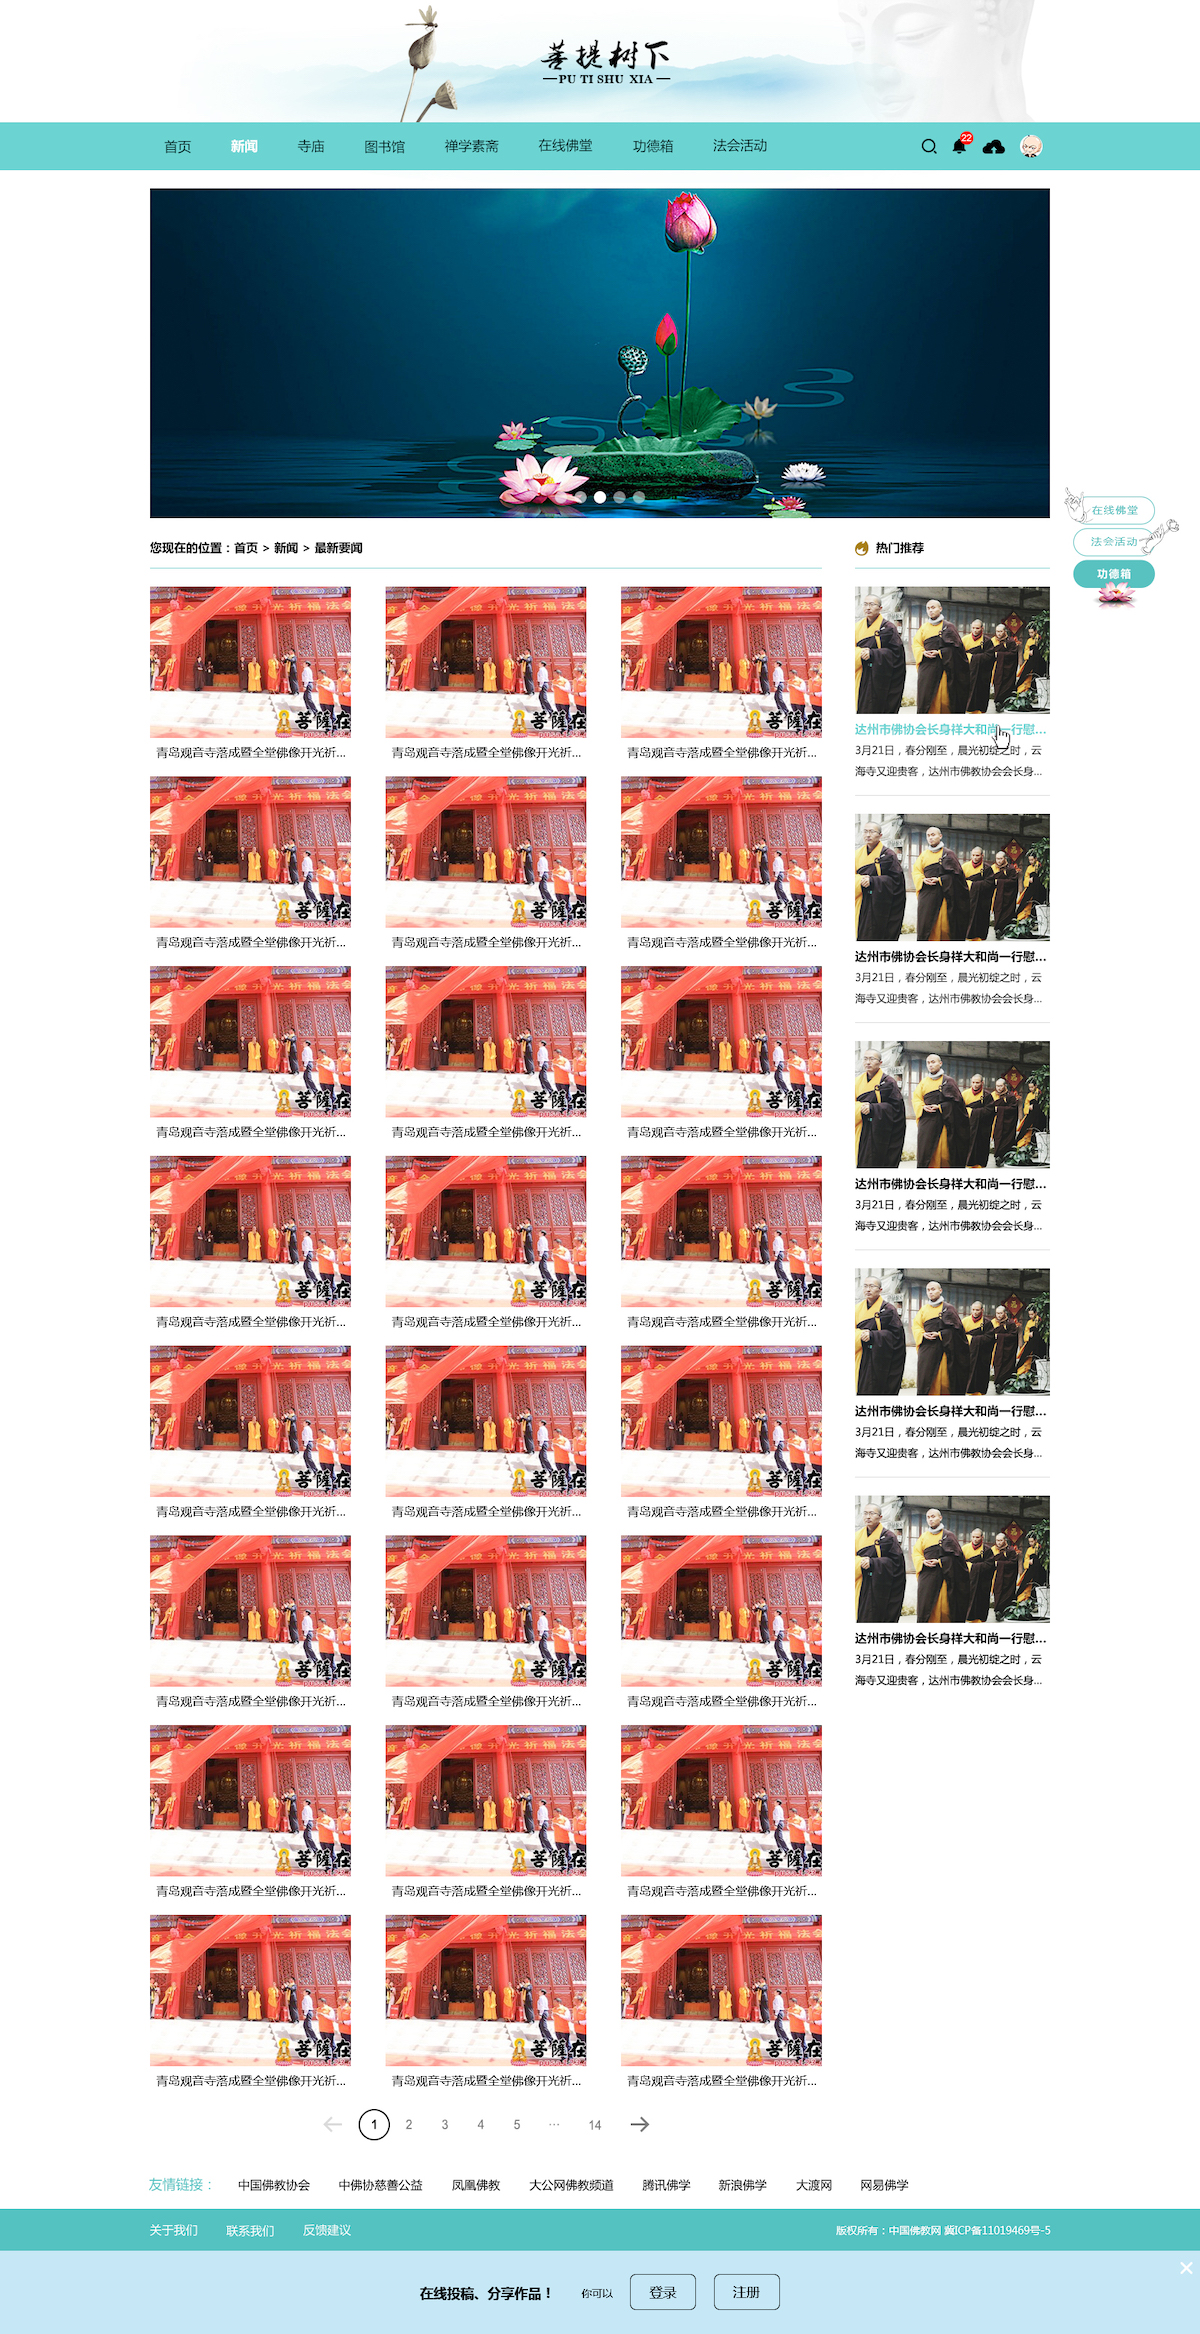 菩提树下
PU TI SHU XIA
首页 新闻 寺庙 图书馆 禅学素斋 在线佛堂 功德箱 法会活动 22
在线佛堂
法会活动
功德箱
您现在的位置：首页 > 新闻 > 最新要闻
热门推荐
青岛观音寺落成暨全堂佛像开光祈... 青岛观音寺落成暨全堂佛像开光祈... 青岛观音寺落成暨全堂佛像开光祈...
青岛观音寺落成暨全堂佛像开光祈... 青岛观音寺落成暨全堂佛像开光祈... 青岛观音寺落成暨全堂佛像开光祈...
青岛观音寺落成暨全堂佛像开光祈... 青岛观音寺落成暨全堂佛像开光祈... 青岛观音寺落成暨全堂佛像开光祈...
青岛观音寺落成暨全堂佛像开光祈... 青岛观音寺落成暨全堂佛像开光祈... 青岛观音寺落成暨全堂佛像开光祈...
青岛观音寺落成暨全堂佛像开光祈... 青岛观音寺落成暨全堂佛像开光祈... 青岛观音寺落成暨全堂佛像开光祈...
青岛观音寺落成暨全堂佛像开光祈... 青岛观音寺落成暨全堂佛像开光祈... 青岛观音寺落成暨全堂佛像开光祈...
青岛观音寺落成暨全堂佛像开光祈... 青岛观音寺落成暨全堂佛像开光祈... 青岛观音寺落成暨全堂佛像开光祈...
青岛观音寺落成暨全堂佛像开光祈... 青岛观音寺落成暨全堂佛像开光祈... 青岛观音寺落成暨全堂佛像开光祈...
达州市佛协会长身祥大和尚一行慰...
3月21日，春分刚至，晨光初绽之时，云
海寺又迎贵客，达州市佛教协会会长身...
达州市佛协会长身祥大和尚一行慰...
3月21日，春分刚至，晨光初绽之时，云
海寺又迎贵客，达州市佛教协会会长身...
达州市佛协会长身祥大和尚一行慰...
3月21日，春分刚至，晨光初绽之时，云
海寺又迎贵客，达州市佛教协会会长身...
达州市佛协会长身祥大和尚一行慰...
3月21日，春分刚至，晨光初绽之时，云
海寺又迎贵客，达州市佛教协会会长身...
达州市佛协会长身祥大和尚一行慰...
3月21日，春分刚至，晨光初绽之时，云
海寺又迎贵客，达州市佛教协会会长身...
1 2 3 4 5 ... 14
友情链接： 中国佛教协会 中佛协慈善公益 凤凰佛教 大公网佛教频道 腾讯佛学 新浪佛学 大渡网 网易佛学
关于我们 联系我们 反馈建议 版权所有：中国佛教网 冀ICP备11019469号-5
在线投稿、分享作品！ 你可以 登录 注册